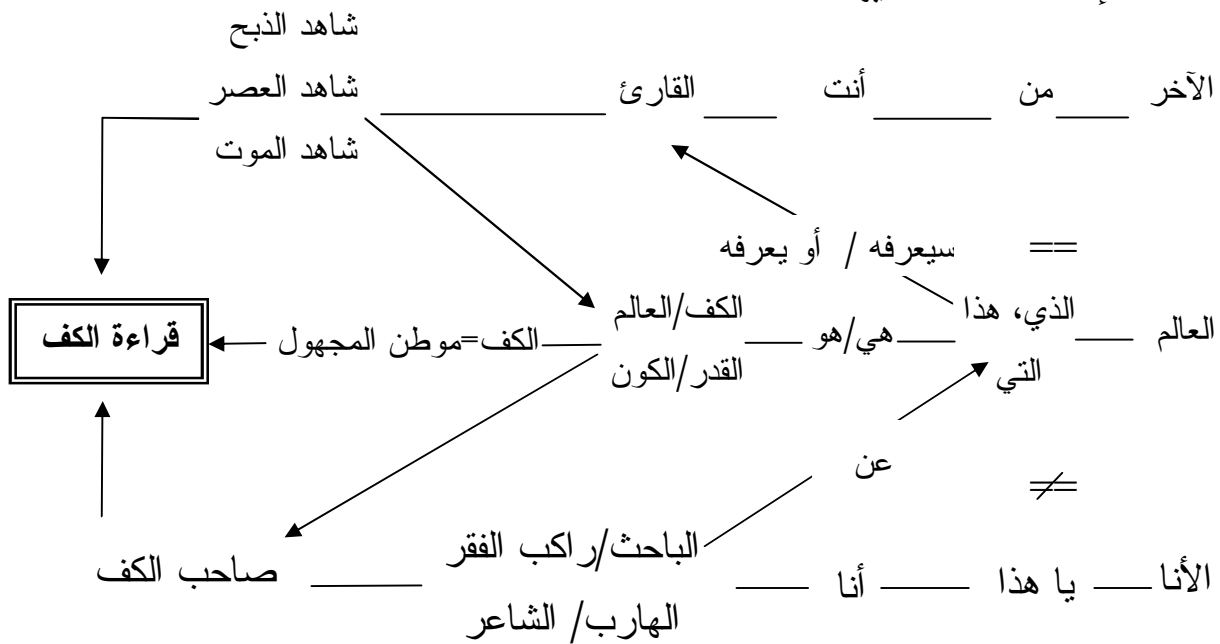 شاهد الذبح
الآخر من أنت القارئ شاهد العصر
شاهد الموت
== سيعرفه / أو يعرفه
العالم الذي، هذا هي/هو الكف/العالم الكف=موطن المجهول قراءة الكف
التي القدر/الكون
≠ عن
الأنا يا هذا أنا الباحث/راكب الفقر صاحب الكف
الهارب/ الشاعر